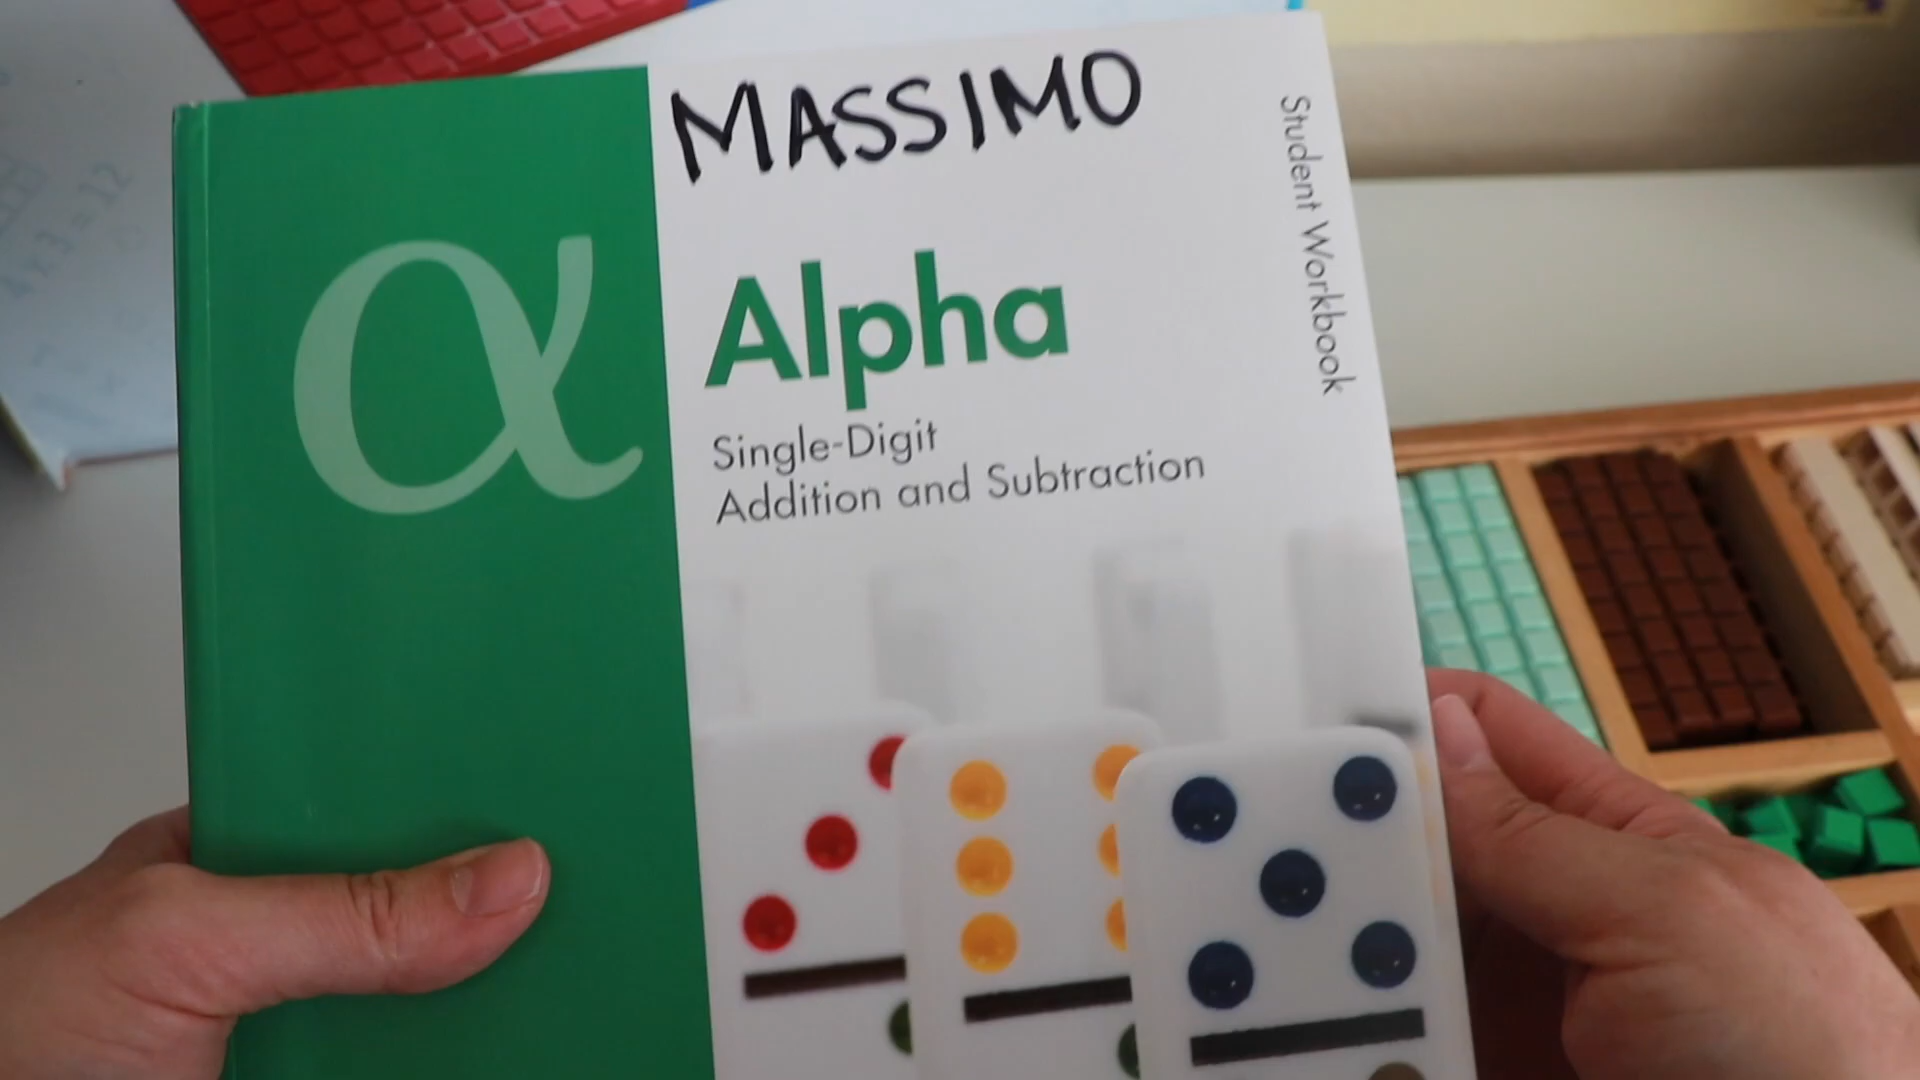 MASSIMO
α
Alpha
Single-Digit
Addition and Subtraction
Student Workbook